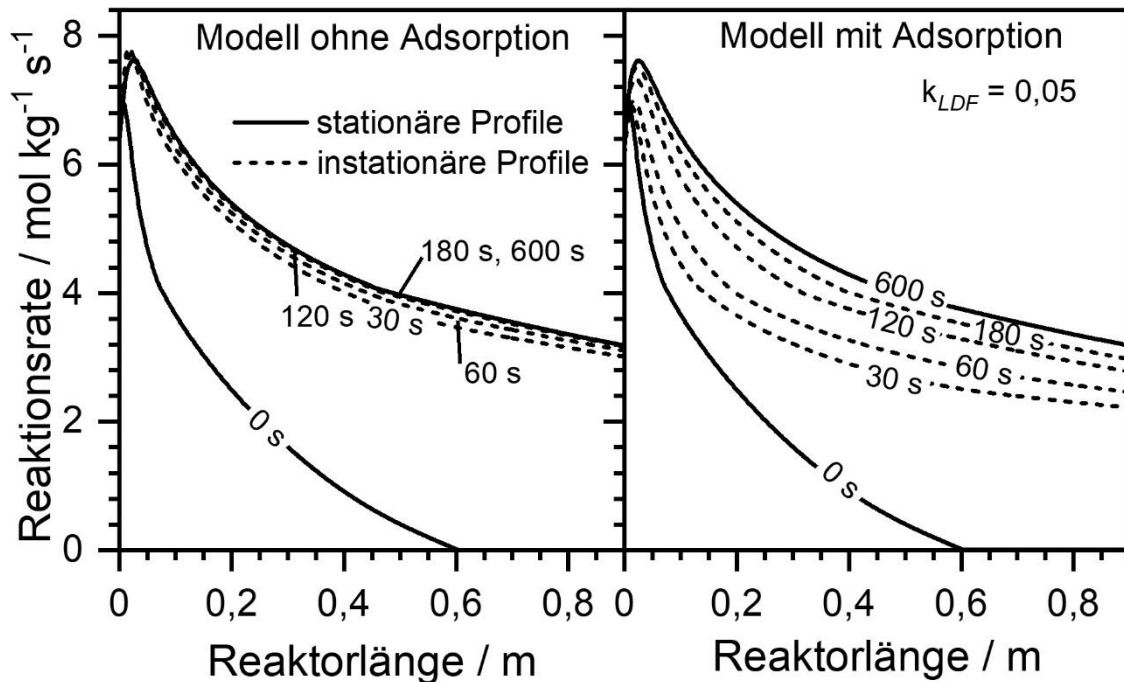 Reaktionsrate / mol kg⁻¹ s⁻¹
8
6
4
2
0
Modell ohne Adsorption
stationäre Profile
instationäre Profile
180 s, 600 s
120 s
30 s
60 s
0 s
0
0,2
0,4
0,6
0,8
Reaktorlänge / m
Modell mit Adsorption
k_LDF = 0,05
600 s
180 s
120 s
60 s
30 s
0 s
0
0,2
0,4
0,6
0,8
Reaktorlänge / m